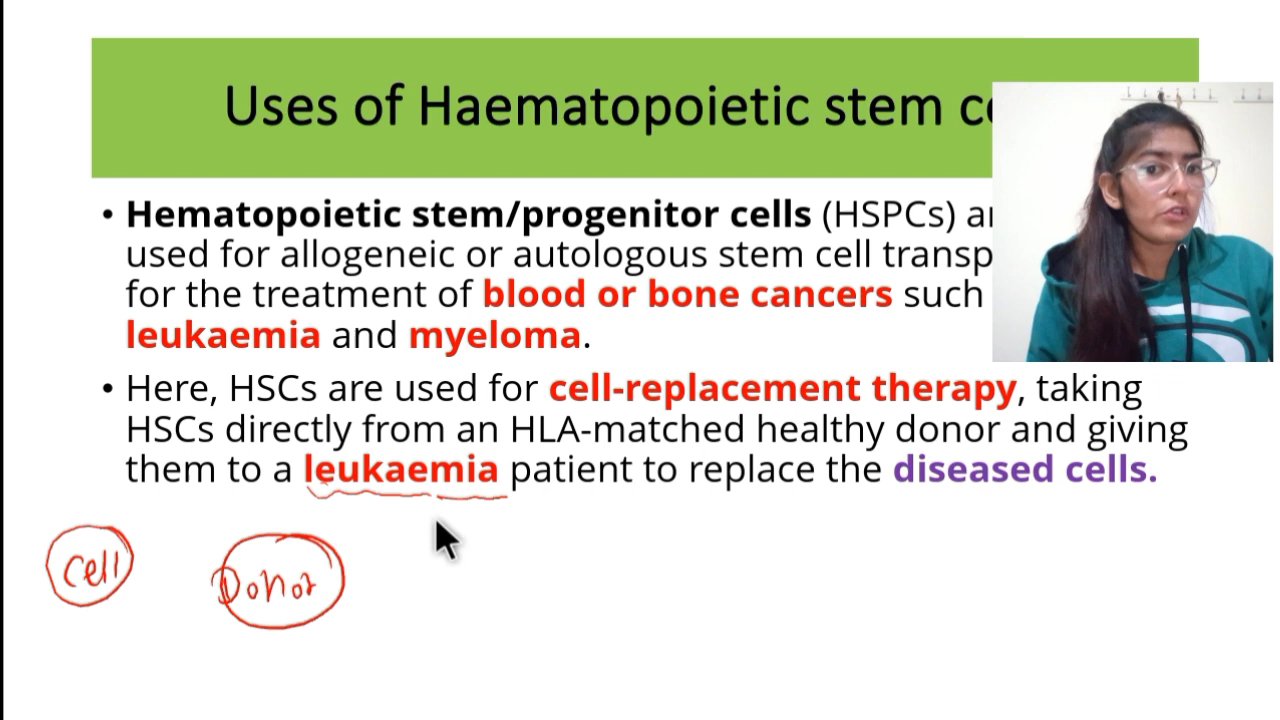 Uses of Haematopoietic stem
• Hematopoietic stem/progenitor cells (HSPCs)
used for allogeneic or autologous stem cell
for the treatment of blood or bone cancers such
leukaemia and myeloma.
• Here, HSCs are used for cell-replacement therapy, taking
HSCs directly from an HLA-matched healthy donor and giving
them to a leukaemia patient to replace the diseased cells.
Cell Donor